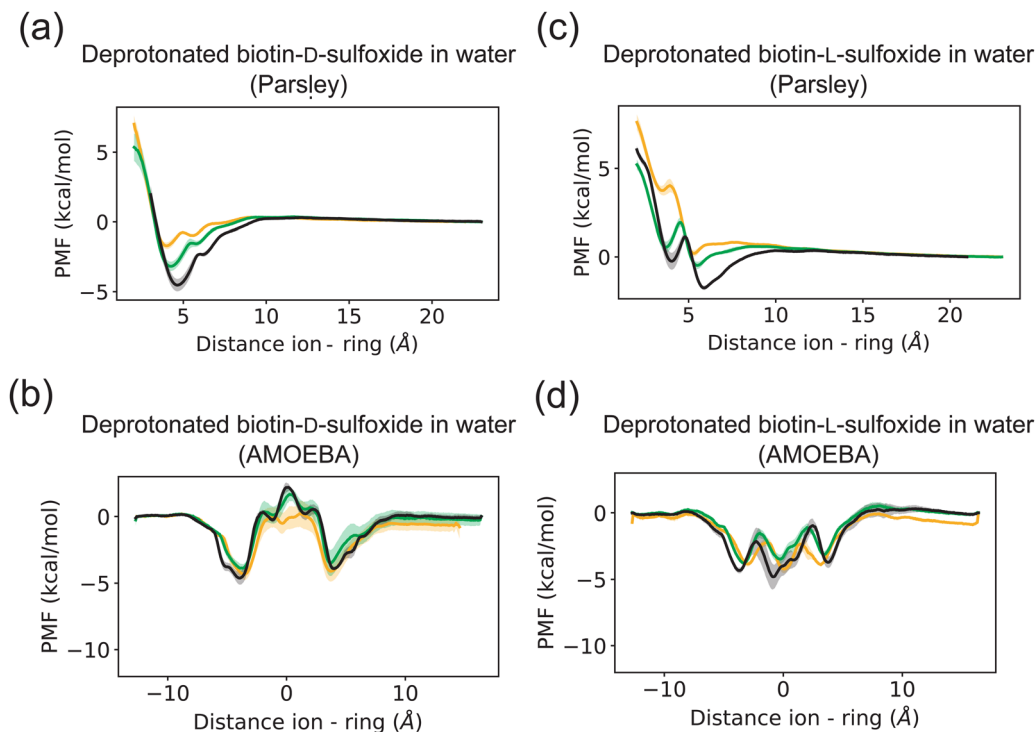 (a)
Deprotonated biotin-D-sulfoxide in water
(Parsley)
PMF (kcal/mol)
5
0
−5
5
10
15
20
Distance ion - ring (Å)
(c)
Deprotonated biotin-L-sulfoxide in water
(Parsley)
PMF (kcal/mol)
5
0
5
10
15
20
Distance ion - ring (Å)
(b)
Deprotonated biotin-D-sulfoxide in water
(AMOEBA)
PMF (kcal/mol)
0
−5
−10
−10
0
10
Distance ion - ring (Å)
(d)
Deprotonated biotin-L-sulfoxide in water
(AMOEBA)
PMF (kcal/mol)
0
−5
−10
−10
0
10
Distance ion - ring (Å)